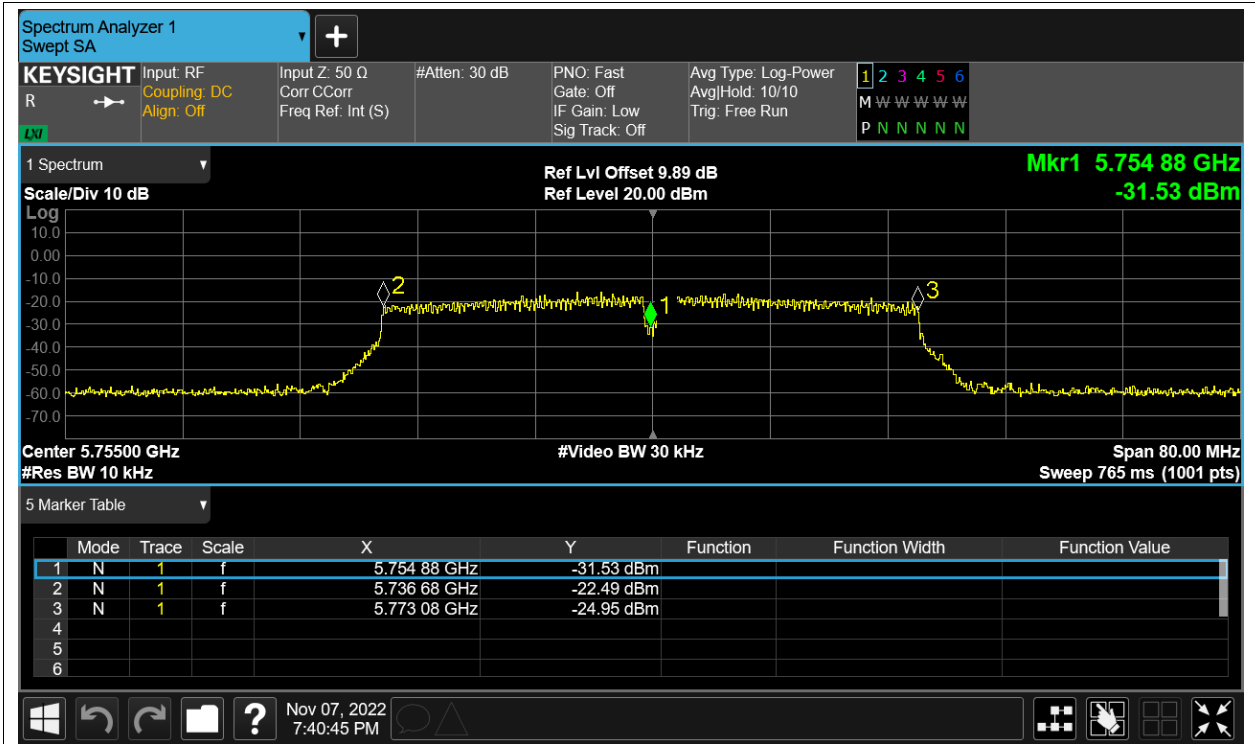 Spectrum Analyzer 1
Swept SA
KEYSIGHT
R
LXI
Input: RF
Coupling: DC
Align: Off
Input Z: 50 Ω
Corr CCorr
Freq Ref: Int (S)
#Atten: 30 dB
PNO: Fast
Gate: Off
IF Gain: Low
Sig Track: Off
Avg Type: Log-Power
Avg|Hold: 10/10
Trig: Free Run
1 2 3 4 5 6
M W W W W W
P N N N N N
1 Spectrum
Scale/Div 10 dB
Ref Lvl Offset 9.89 dB
Ref Level 20.00 dBm
Mkr1 5.754 88 GHz
-31.53 dBm
Log
10.0
0.00
-10.0
-20.0
-30.0
-40.0
-50.0
-60.0
-70.0
2
1
3
Center 5.75500 GHz
#Video BW 30 kHz
Span 80.00 MHz
#Res BW 10 kHz
Sweep 765 ms (1001 pts)
5 Marker Table
Mode Trace Scale X Y Function Function Width Function Value
1 N 1 f 5.754 88 GHz -31.53 dBm
2 N 1 f 5.736 68 GHz -22.49 dBm
3 N 1 f 5.773 08 GHz -24.95 dBm
4
5
6
?
Nov 07, 2022
7:40:45 PM